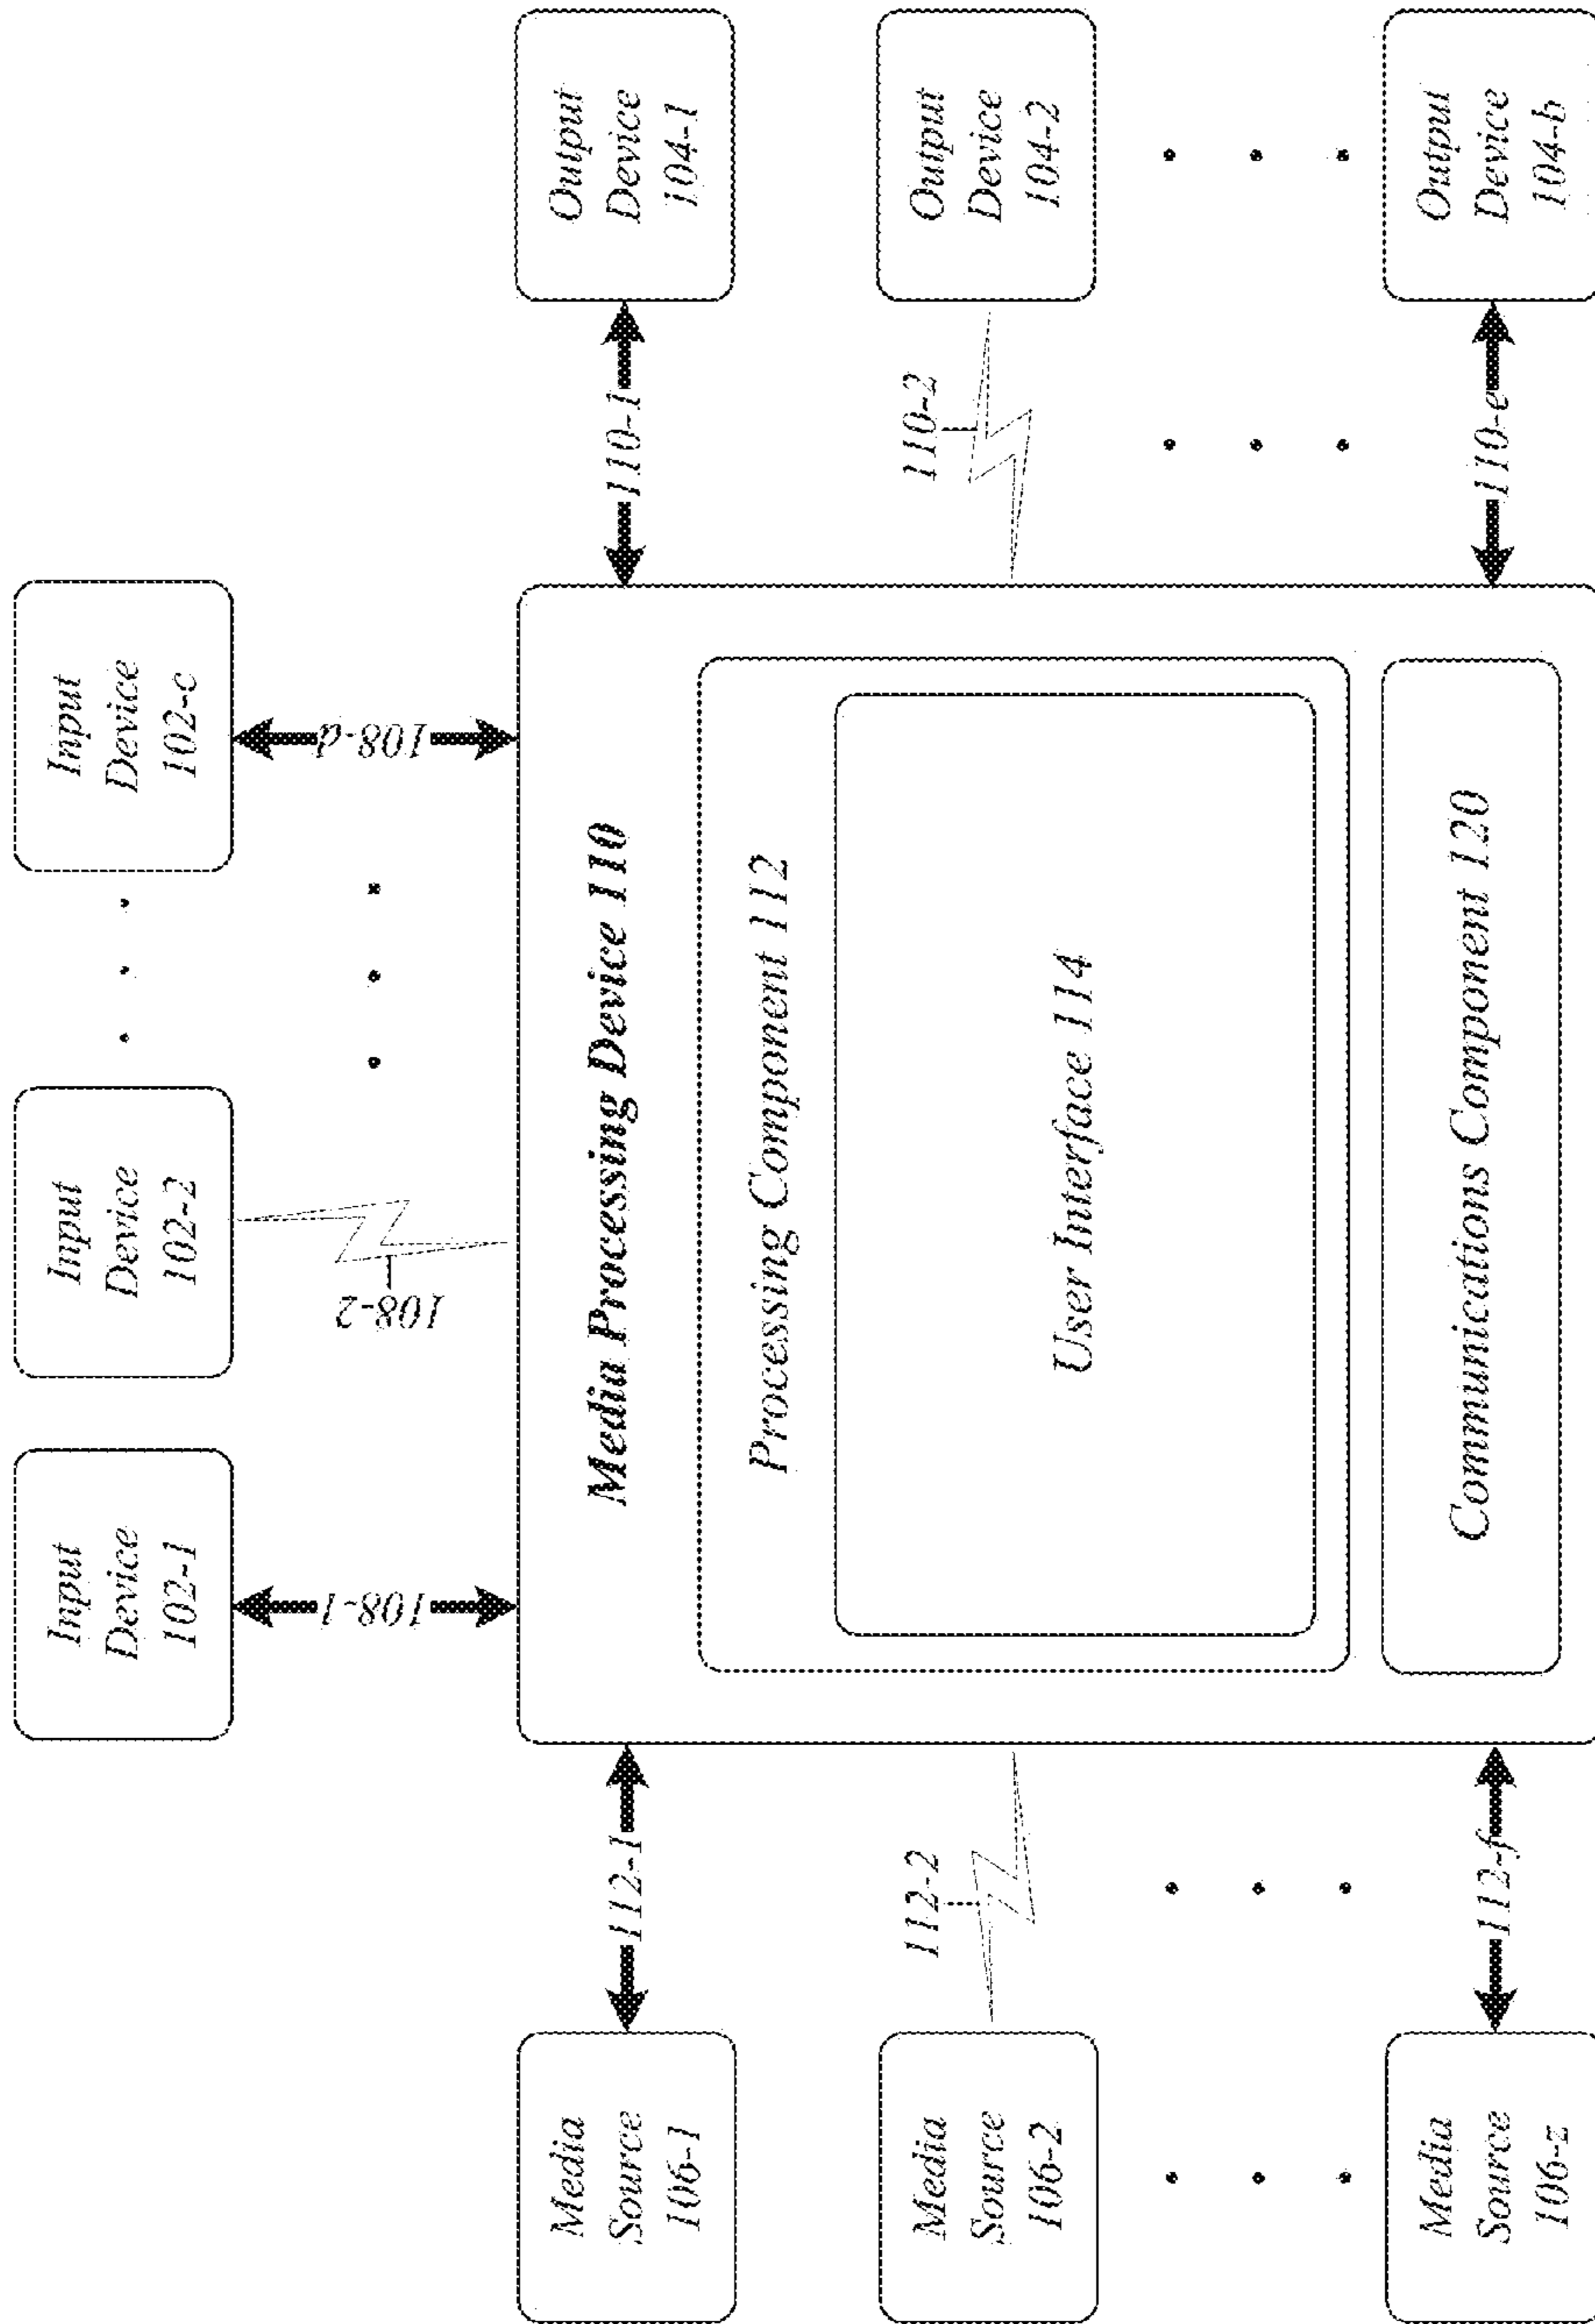 Input
Device
102-1
Input
Device
102-2
. . .
Input
Device
102-c
108-1
108-2
. . .
108-d
Media
Source
106-1
112-1
Media Processing Device 110
110-1
Output
Device
104-1
Processing Component 112
Media
Source
106-2
112-2
User Interface 114
110-2
Output
Device
104-2
. . .
. . .
. . .
. . .
Media
Source
106-z
112-f
Communications Component 120
110-e
Output
Device
104-b